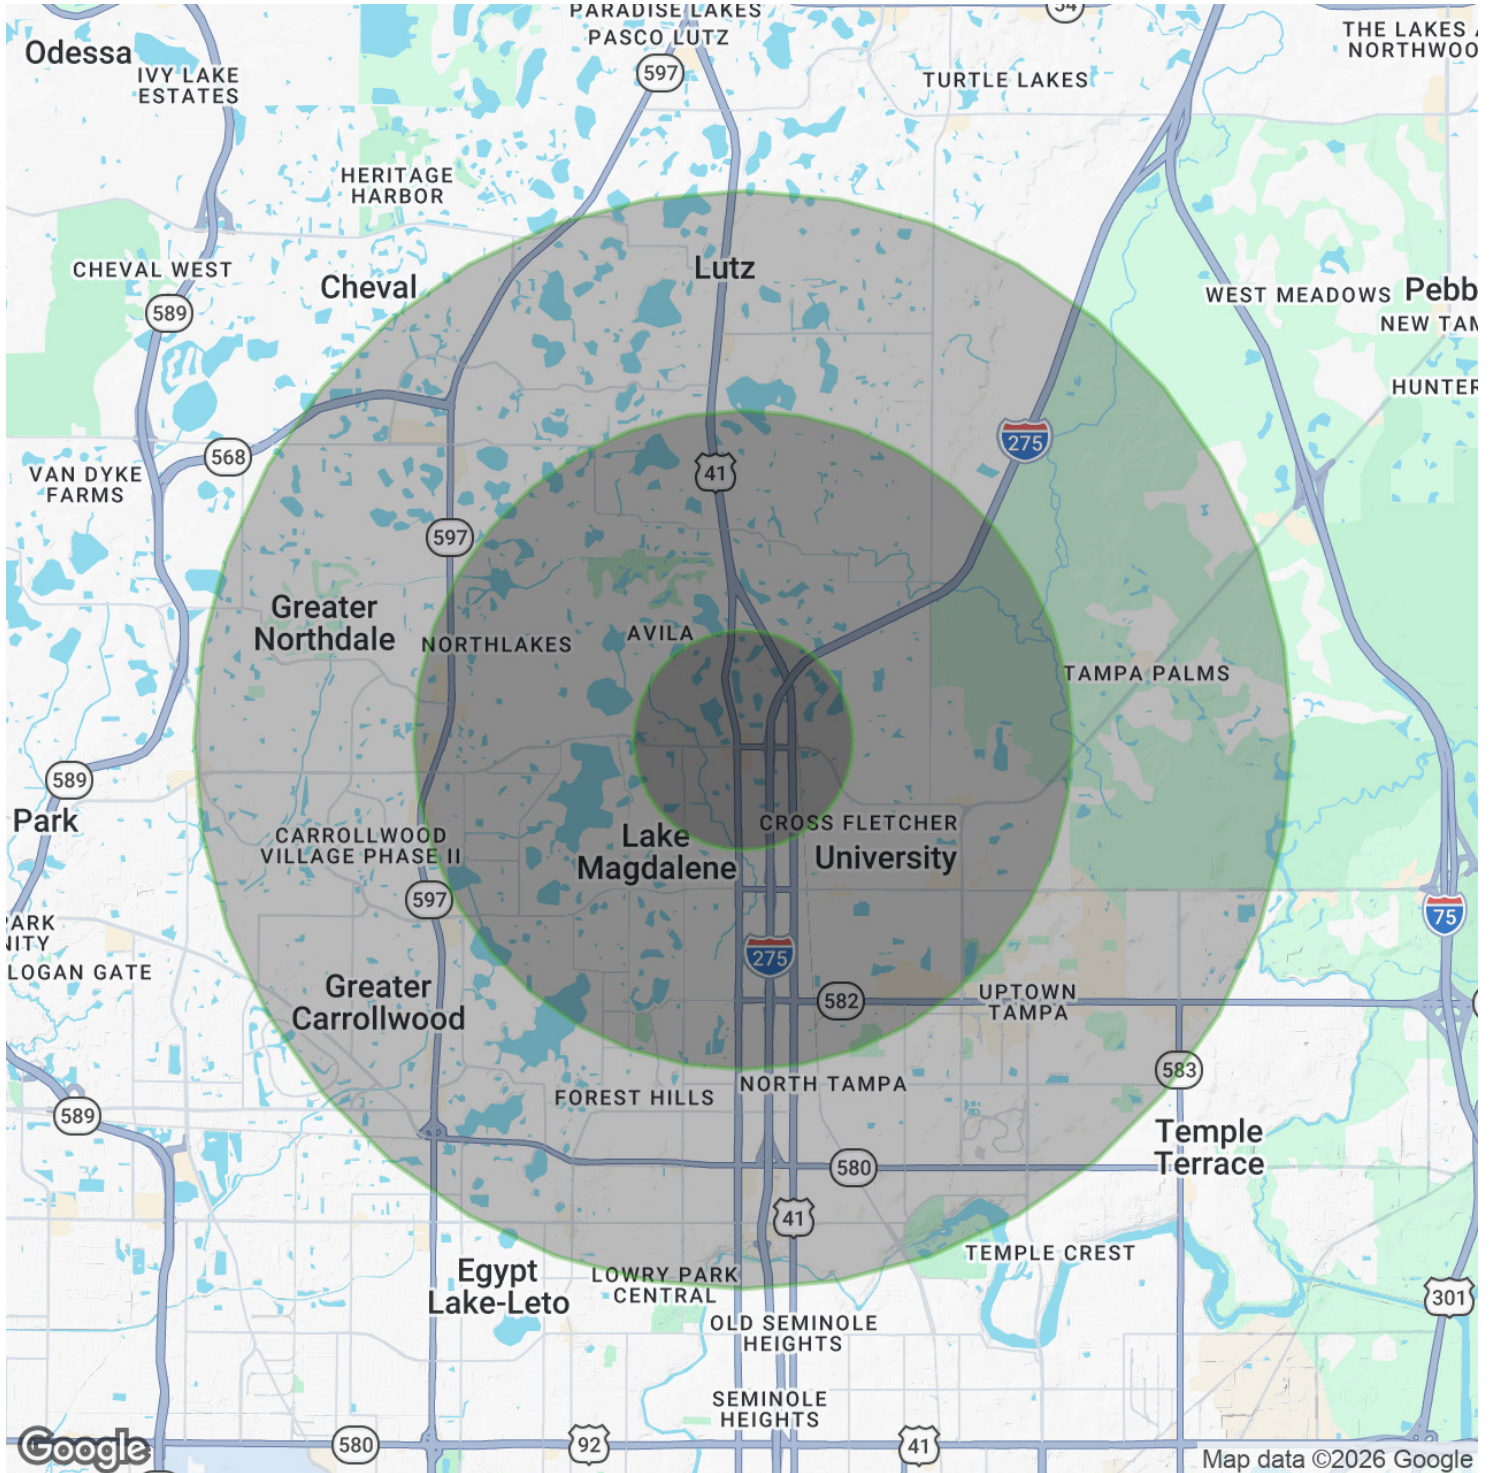 PARADISE LAKES
PASCO LUTZ
54
THE LAKES
NORTHWOO
Odessa
IVY LAKE
ESTATES
597
TURTLE LAKES
HERITAGE
HARBOR
CHEVAL WEST
Cheval
Lutz
WEST MEADOWS
Pebb
NEW TAM
589
HUNTER
568
VAN DYKE
FARMS
275
41
597
Greater
Northdale
NORTHLAKES
AVILA
TAMPA PALMS
589
Park
CARROLLWOOD
VILLAGE PHASE II
Lake
Magdalene
CROSS FLETCHER
University
597
75
PARK
NITY
LOGAN GATE
275
Greater
Carrollwood
582
UPTOWN
TAMPA
583
NORTH TAMPA
FOREST HILLS
589
Temple
Terrace
580
41
TEMPLE CREST
Egypt
Lake-Leto
LOWRY PARK
CENTRAL
301
OLD SEMINOLE
HEIGHTS
SEMINOLE
HEIGHTS
Google
580
92
41
Map data ©2026 Google